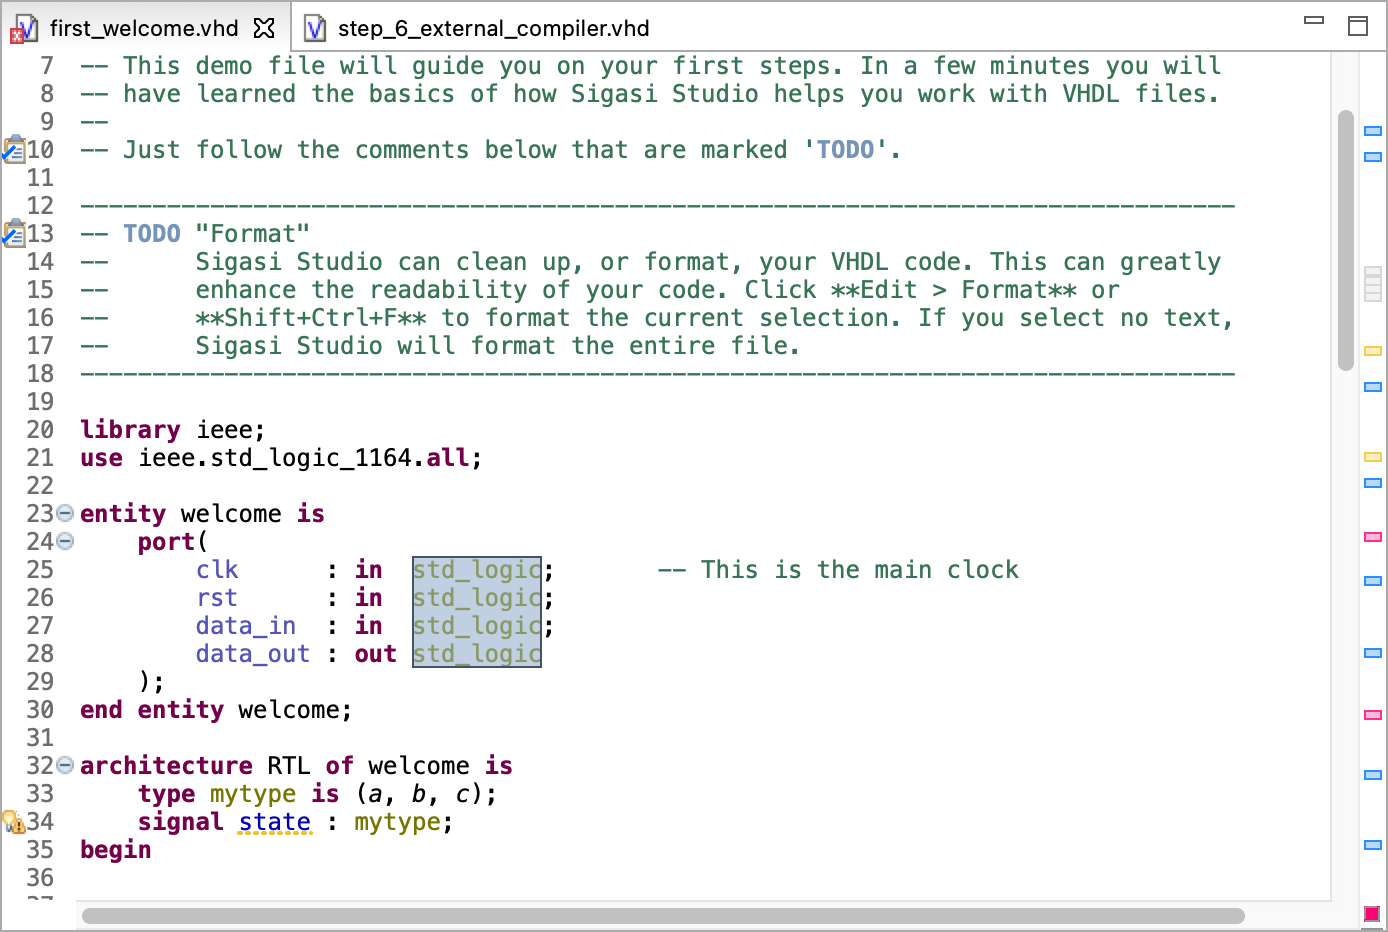 first_welcome.vhd
step_6_external_compiler.vhd
7 -- This demo file will guide you on your first steps. In a few minutes you will
8 -- have learned the basics of how Sigasi Studio helps you work with VHDL files.
9 --
10 -- Just follow the comments below that are marked 'TODO'.
11
12 --------------------------------------------------------------------------------
13 -- TODO "Format"
14 --      Sigasi Studio can clean up, or format, your VHDL code. This can greatly
15 --      enhance the readability of your code. Click **Edit > Format** or
16 --      **Shift+Ctrl+F** to format the current selection. If you select no text,
17 --      Sigasi Studio will format the entire file.
18 --------------------------------------------------------------------------------
19
20 library ieee;
21 use ieee.std_logic_1164.all;
22
23 entity welcome is
24     port(
25         clk      : in  std_logic;       -- This is the main clock
26         rst      : in  std_logic;
27         data_in  : in  std_logic;
28         data_out : out std_logic
29     );
30 end entity welcome;
31
32 architecture RTL of welcome is
33     type mytype is (a, b, c);
34     signal state : mytype;
35 begin
36